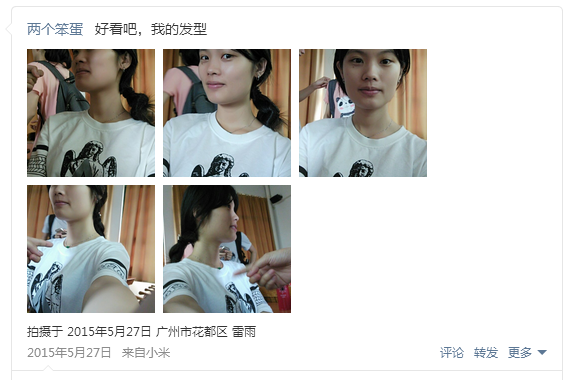 两个笨蛋 好看吧，我的发型
拍摄于 2015年5月27日 广州市花都区 雷雨
2015年5月27日 来自小米 评论 转发 更多